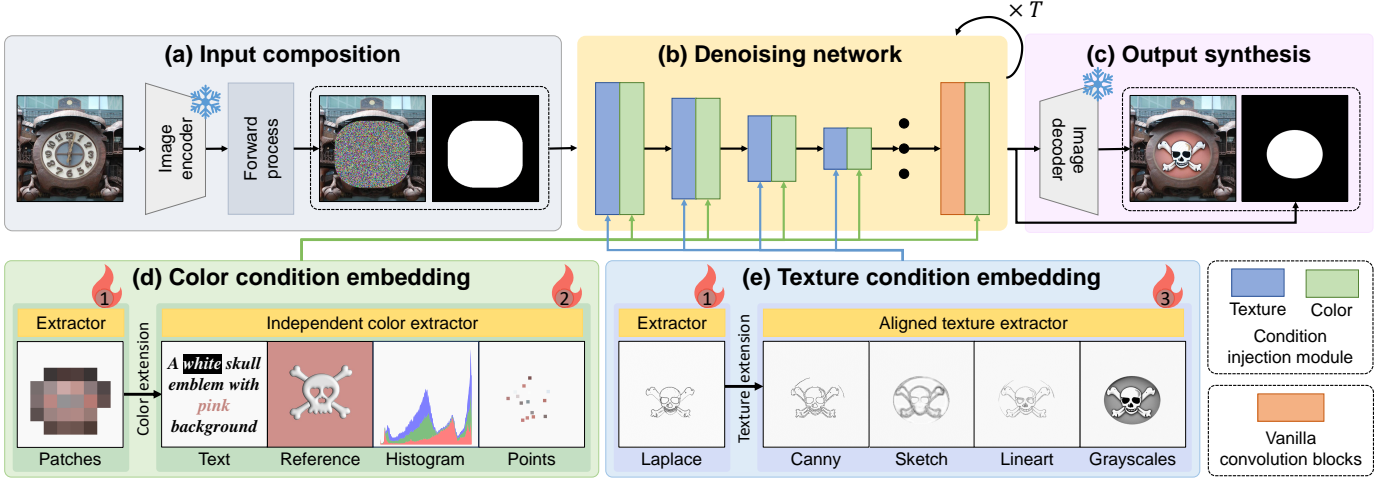 (a) Input composition
Image
encoder
Forward
process
(b) Denoising network
× T
(c) Output synthesis
Image
decoder
(d) Color condition embedding
1
2
Extractor
Color extension
Independent color extractor
A white skull
emblem with
pink
background
Patches
Text
Reference
Histogram
Points
(e) Texture condition embedding
1
3
Extractor
Texture extension
Aligned texture extractor
Laplace
Canny
Sketch
Lineart
Grayscales
Texture
Color
Condition
injection module
Vanilla
convolution blocks